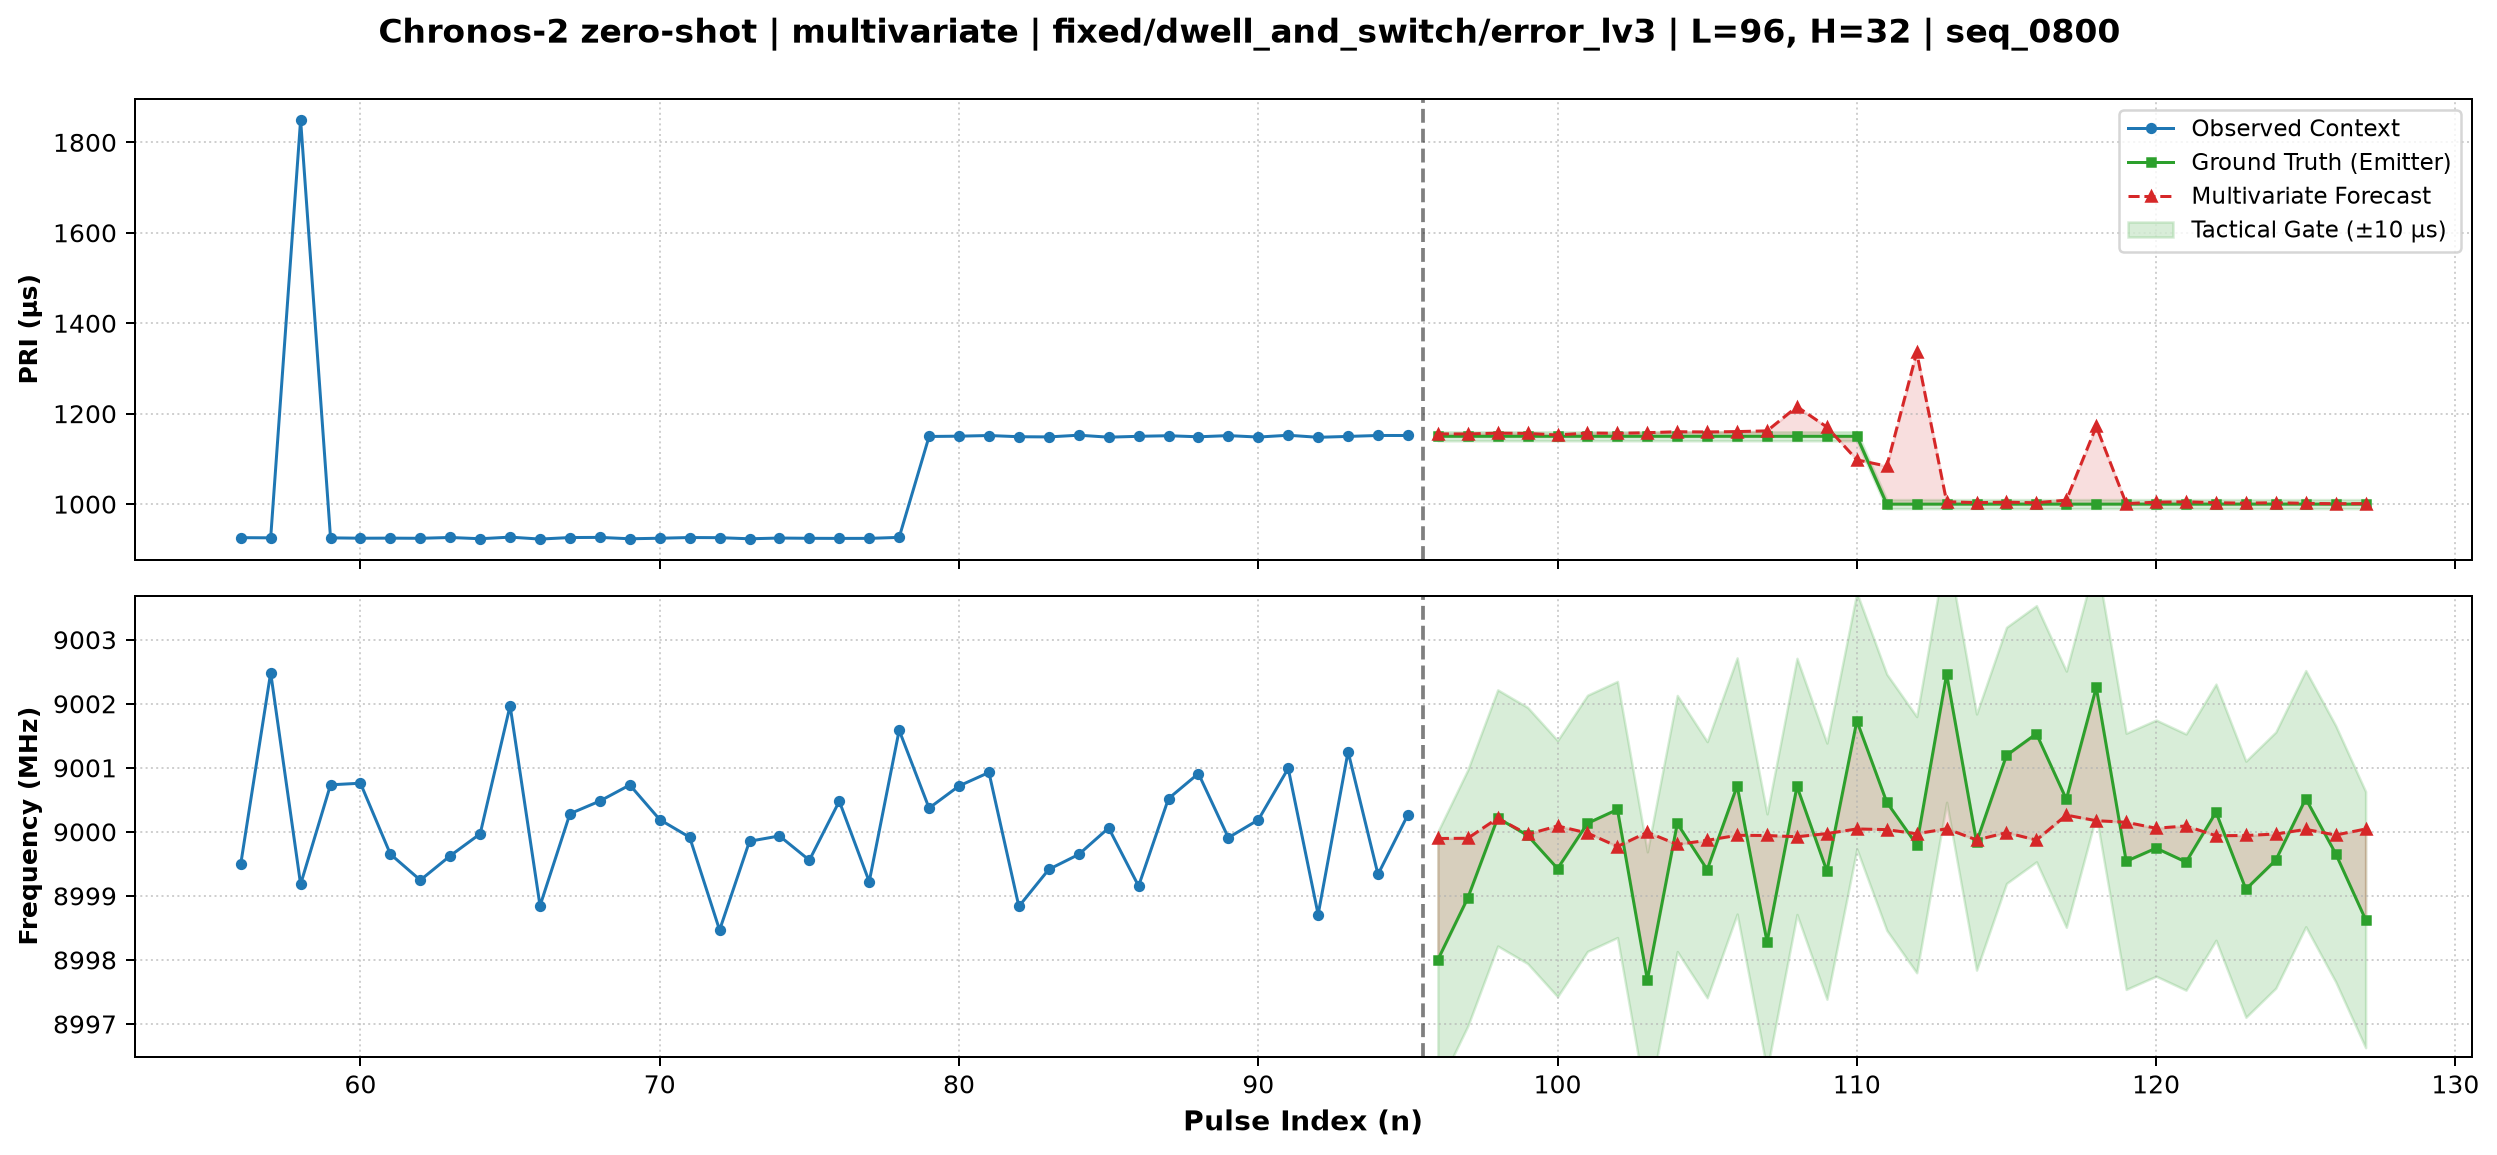 Chronos-2 zero-shot | multivariate | fixed/dwell_and_switch/error_lv3 | L=96, H=32 | seq_0800
PRI (µs)
1800
1600
1400
1200
1000
Observed Context
Ground Truth (Emitter)
Multivariate Forecast
Tactical Gate (±10 µs)
Frequency (MHz)
9003
9002
9001
9000
8999
8998
8997
60 70 80 90 100 110 120 130
Pulse Index (n)